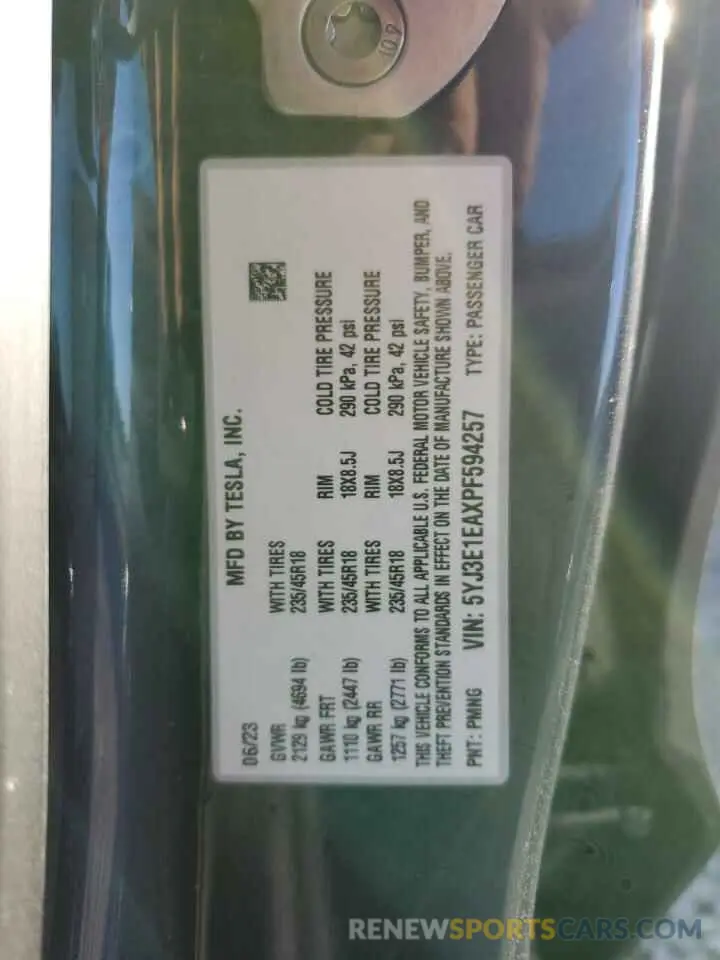 10.9
MFD BY TESLA, INC.
06/23
GVWR WITH TIRES
2129 kg (4694 lb) 235/45R18
GAWR FRT WITH TIRES RIM COLD TIRE PRESSURE
1110 kg (2447 lb) 235/45R18 18X8.5J 290 kPa, 42 psi
GAWR RR WITH TIRES RIM COLD TIRE PRESSURE
1257 kg (2771 lb) 235/45R18 18X8.5J 290 kPa, 42 psi
THIS VEHICLE CONFORMS TO ALL APPLICABLE U.S. FEDERAL MOTOR VEHICLE SAFETY, BUMPER, AND
THEFT PREVENTION STANDARDS IN EFFECT ON THE DATE OF MANUFACTURE SHOWN ABOVE.
PNT: PMNG VIN: 5YJ3E1EAXPF594257 TYPE: PASSENGER CAR
RENEWSPORTSCARS.COM